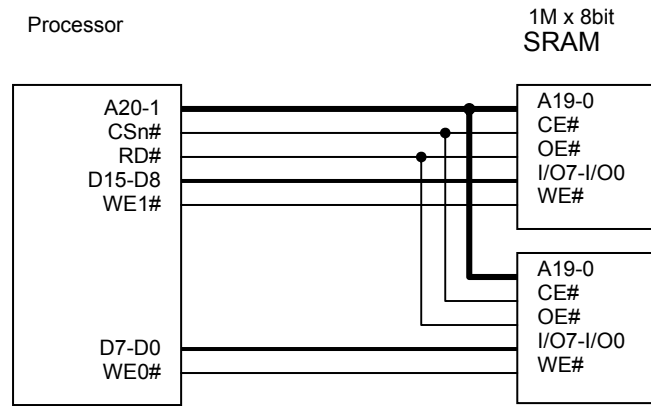 Processor
1M x 8bit
SRAM
A20-1
CSn#
RD#
D15-D8
WE1#
D7-D0
WE0#
A19-0
CE#
OE#
I/O7-I/O0
WE#
A19-0
CE#
OE#
I/O7-I/O0
WE#